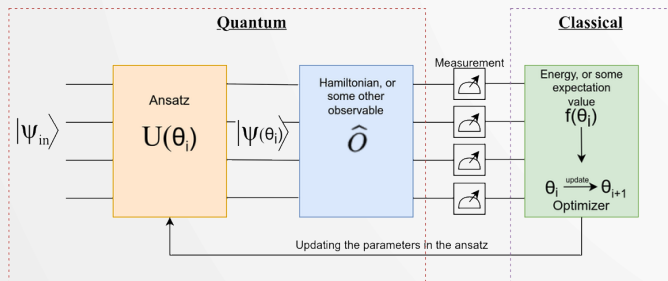 Quantum
Classical
Measurement
|ψin⟩
Ansatz
U(θi)
|ψ(θi)⟩
Hamiltonian, or
some other
observable
Ô
Energy, or some
expectation
value
f(θi)
θi update θi+1
Optimizer
Updating the parameters in the ansatz